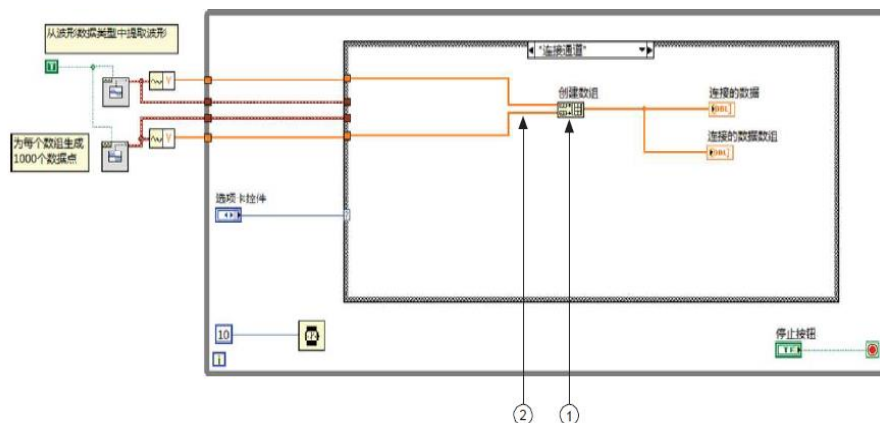 从波形数据类型中提取波形
T
Y
为每个数组生成
1000个数据点
Y
"连接通道"
创建数组
连接的数据
DBL
连接的数据数组
DBL
选项卡控件
?
10
i
停止按钮
TF
2
1